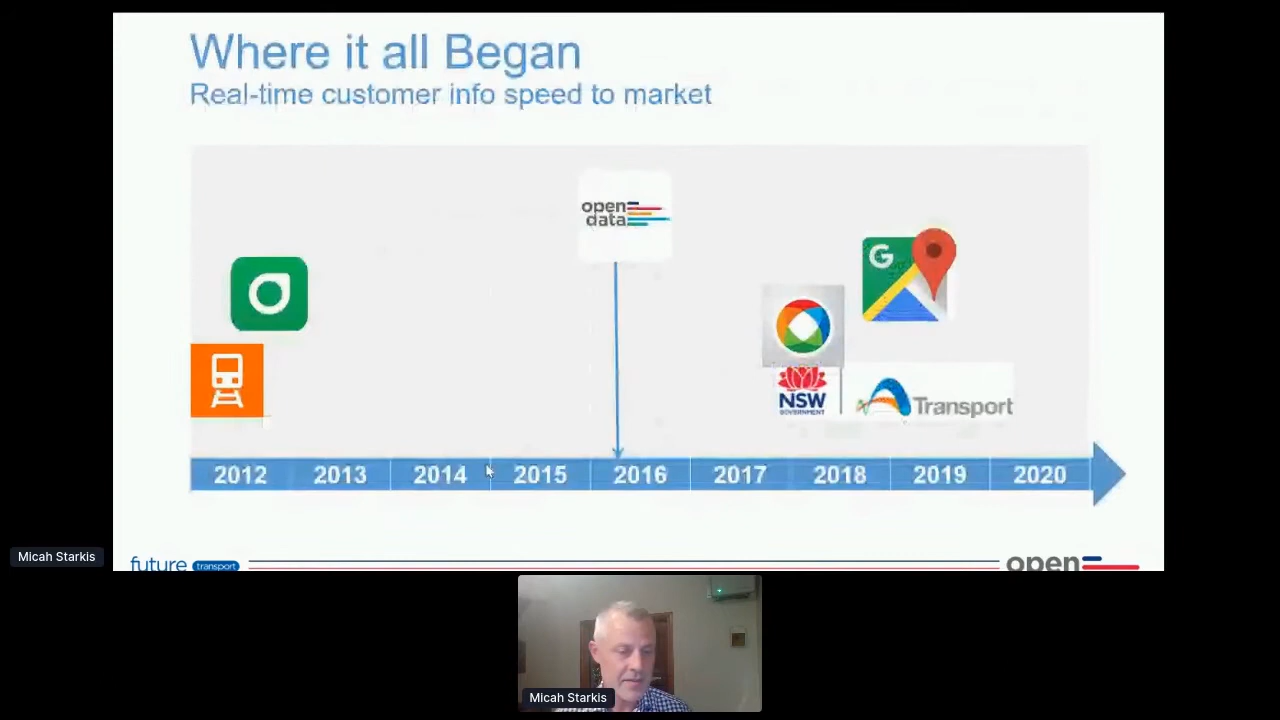 Where it all Began
Real-time customer info speed to market
open
data
G
NSW
GOVERNMENT
Transport
2012 2013 2014 2015 2016 2017 2018 2019 2020
Micah Starkis
future transport
open
Micah Starkis